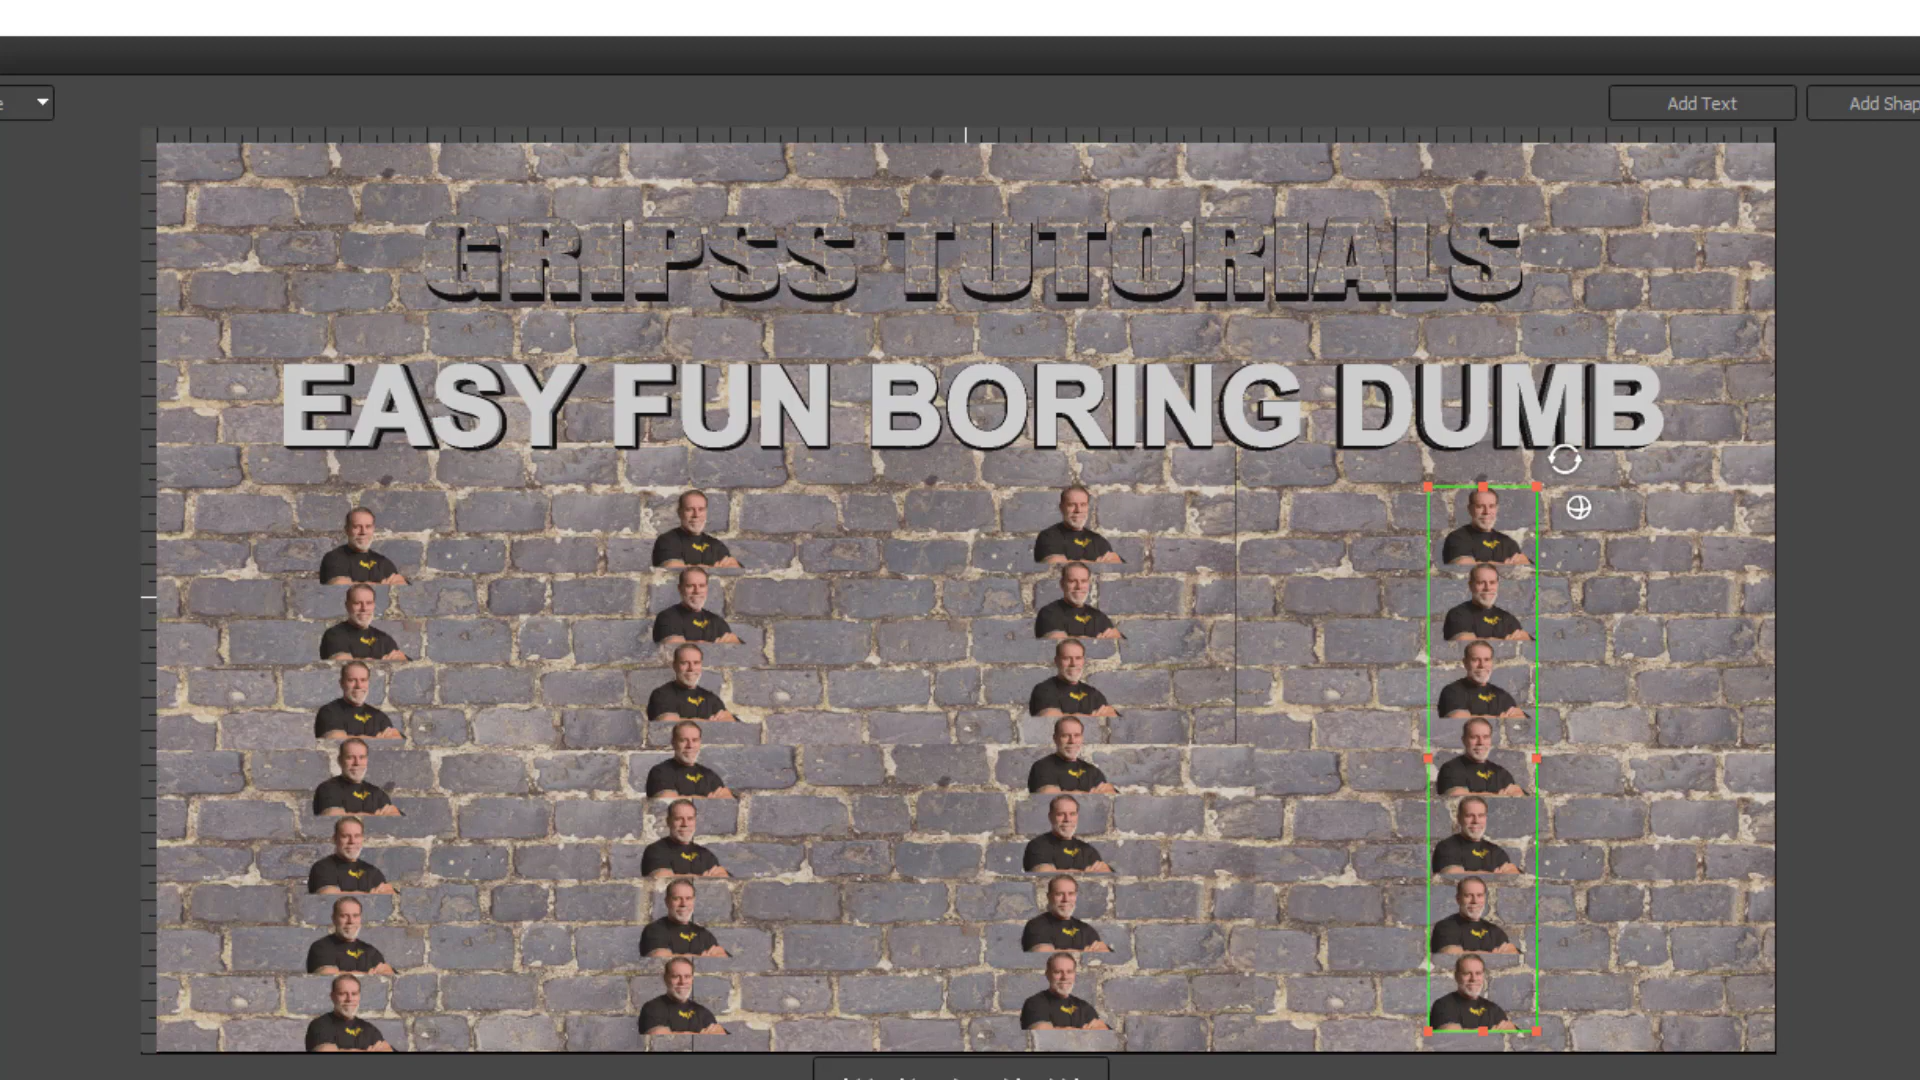 Add Text
Add Shap
GRIPSS TUTORIALS
EASY FUN BORING DUMB